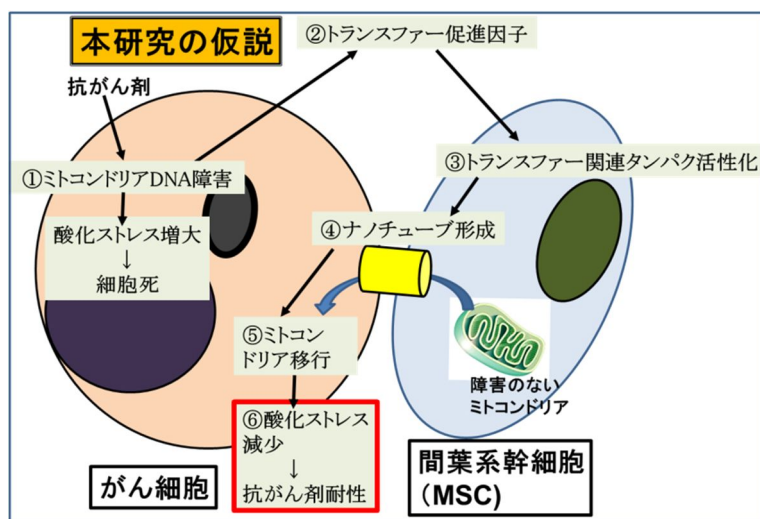 本研究の仮説
②トランスファー促進因子
抗がん剤
①ミトコンドリアDNA障害
③トランスファー関連タンパク活性化
酸化ストレス増大
↓
細胞死
④ナノチューブ形成
⑤ミトコン
ドリア移行
障害のない
ミトコンドリア
⑥酸化ストレス
減少
↓
抗がん剤耐性
がん細胞
間葉系幹細胞
(MSC)